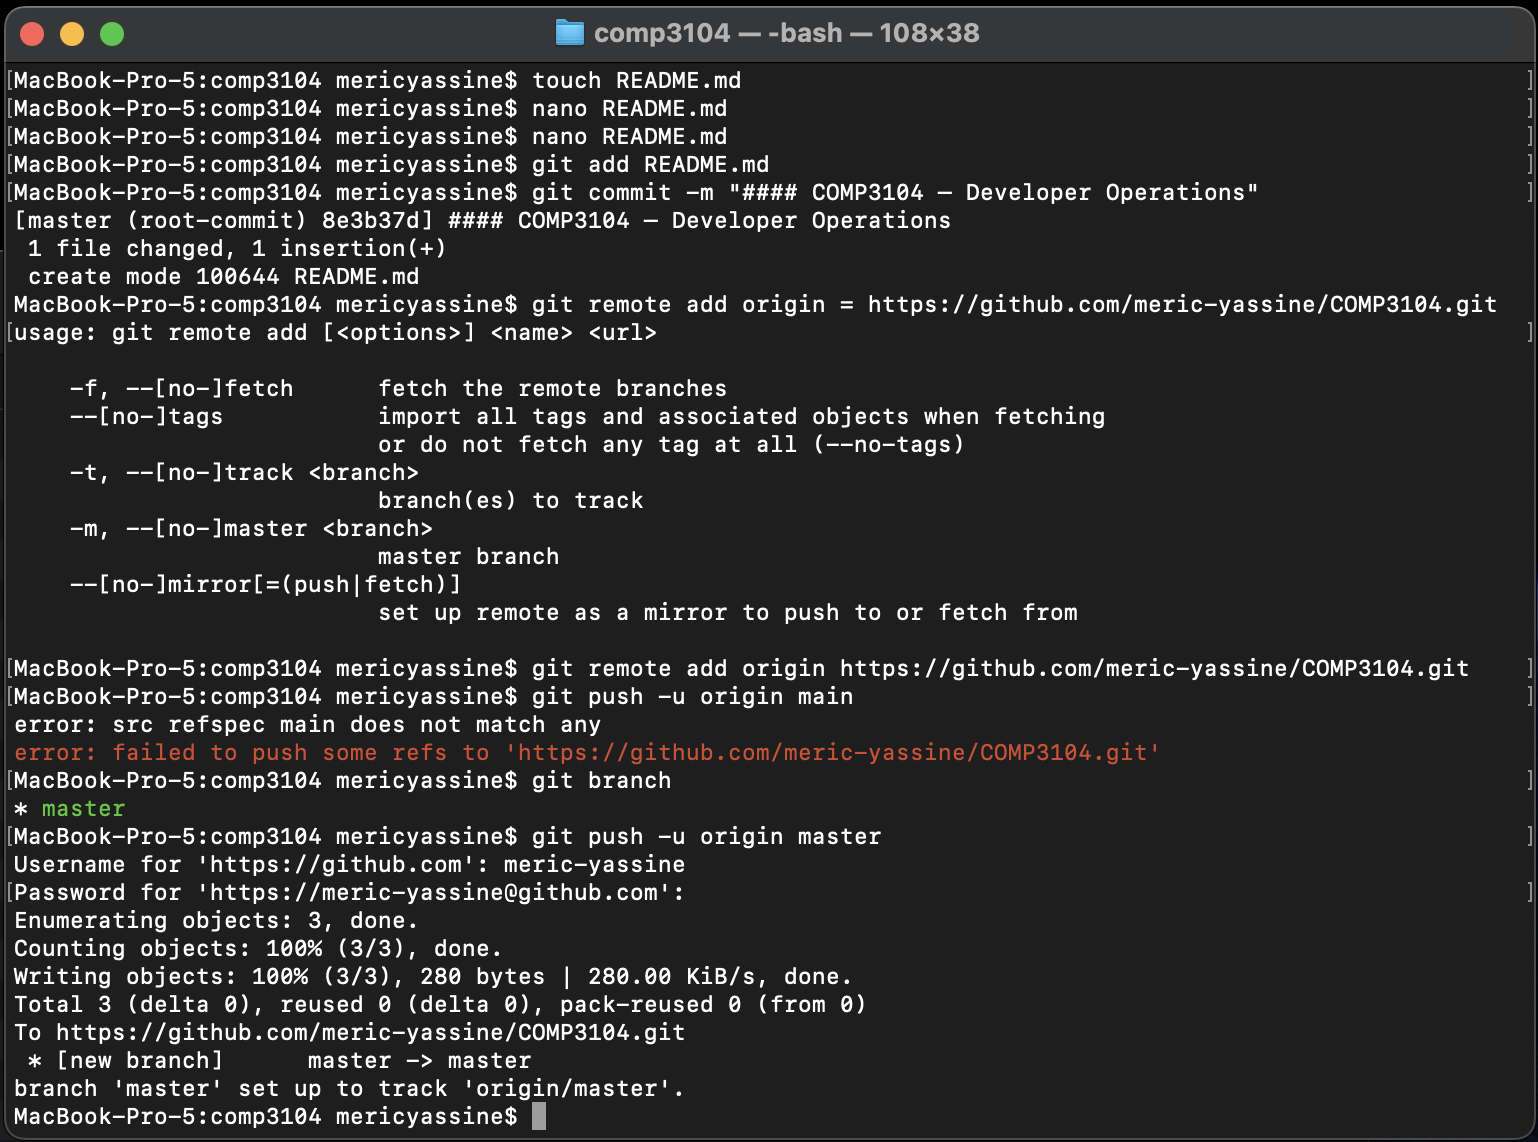 comp3104 — -bash — 108×38
[MacBook-Pro-5:comp3104 mericyassine$ touch README.md ]
[MacBook-Pro-5:comp3104 mericyassine$ nano README.md ]
[MacBook-Pro-5:comp3104 mericyassine$ nano README.md ]
[MacBook-Pro-5:comp3104 mericyassine$ git add README.md ]
[MacBook-Pro-5:comp3104 mericyassine$ git commit -m "#### COMP3104 – Developer Operations" ]
[master (root-commit) 8e3b37d] #### COMP3104 – Developer Operations
 1 file changed, 1 insertion(+)
 create mode 100644 README.md
MacBook-Pro-5:comp3104 mericyassine$ git remote add origin = https://github.com/meric-yassine/COMP3104.git
[usage: git remote add [<options>] <name> <url> ]
    -f, --[no-]fetch      fetch the remote branches
    --[no-]tags           import all tags and associated objects when fetching
                          or do not fetch any tag at all (--no-tags)
    -t, --[no-]track <branch>
                          branch(es) to track
    -m, --[no-]master <branch>
                          master branch
    --[no-]mirror[=(push|fetch)]
                          set up remote as a mirror to push to or fetch from
[MacBook-Pro-5:comp3104 mericyassine$ git remote add origin https://github.com/meric-yassine/COMP3104.git ]
[MacBook-Pro-5:comp3104 mericyassine$ git push -u origin main ]
error: src refspec main does not match any
error: failed to push some refs to 'https://github.com/meric-yassine/COMP3104.git'
[MacBook-Pro-5:comp3104 mericyassine$ git branch ]
* master
[MacBook-Pro-5:comp3104 mericyassine$ git push -u origin master ]
Username for 'https://github.com': meric-yassine
[Password for 'https://meric-yassine@github.com': ]
Enumerating objects: 3, done.
Counting objects: 100% (3/3), done.
Writing objects: 100% (3/3), 280 bytes | 280.00 KiB/s, done.
Total 3 (delta 0), reused 0 (delta 0), pack-reused 0 (from 0)
To https://github.com/meric-yassine/COMP3104.git
 * [new branch]      master -> master
branch 'master' set up to track 'origin/master'.
MacBook-Pro-5:comp3104 mericyassine$